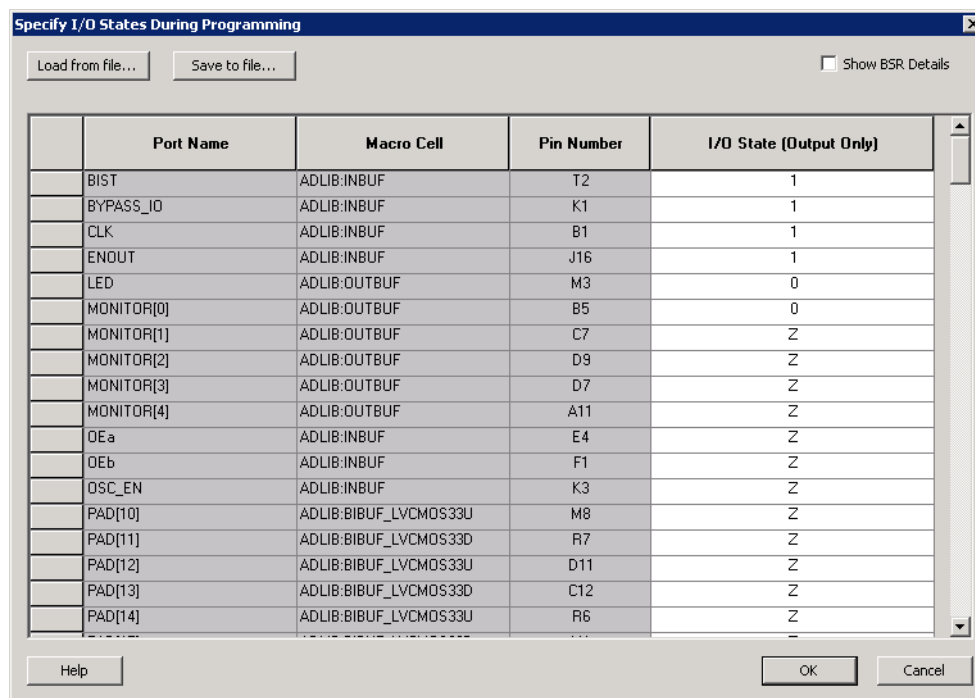 Specify I/O States During Programming
Load from file... Save to file... Show BSR Details
Port Name Macro Cell Pin Number I/O State (Output Only)
BIST ADLIB:INBUF T2 1
BYPASS_IO ADLIB:INBUF K1 1
CLK ADLIB:INBUF B1 1
ENOUT ADLIB:INBUF J16 1
LED ADLIB:OUTBUF M3 0
MONITOR[0] ADLIB:OUTBUF B5 0
MONITOR[1] ADLIB:OUTBUF C7 Z
MONITOR[2] ADLIB:OUTBUF D9 Z
MONITOR[3] ADLIB:OUTBUF D7 Z
MONITOR[4] ADLIB:OUTBUF A11 Z
OEa ADLIB:INBUF E4 Z
OEb ADLIB:INBUF F1 Z
OSC_EN ADLIB:INBUF K3 Z
PAD[10] ADLIB:BIBUF_LVCMOS33U M8 Z
PAD[11] ADLIB:BIBUF_LVCMOS33D R7 Z
PAD[12] ADLIB:BIBUF_LVCMOS33U D11 Z
PAD[13] ADLIB:BIBUF_LVCMOS33D C12 Z
PAD[14] ADLIB:BIBUF_LVCMOS33U R6 Z
Help OK Cancel